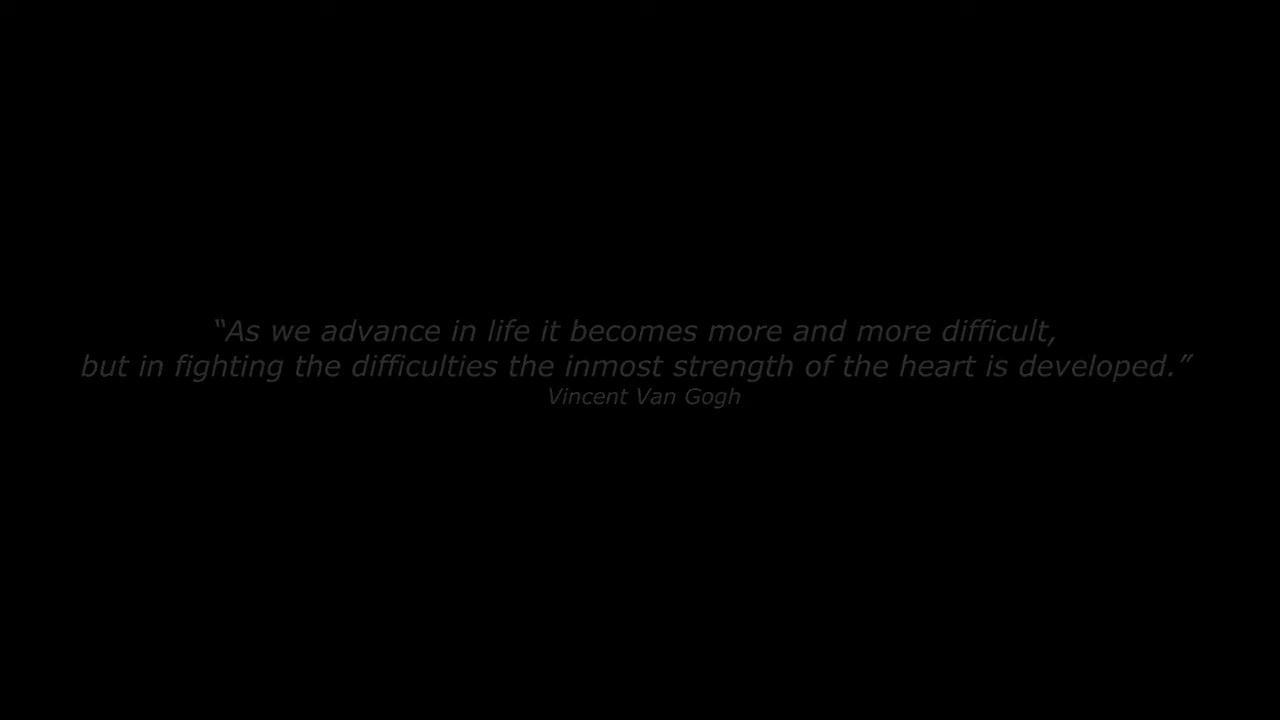 “As we advance in life it becomes more and more difficult,
but in fighting the difficulties the inmost strength of the heart is developed.”
Vincent Van Gogh